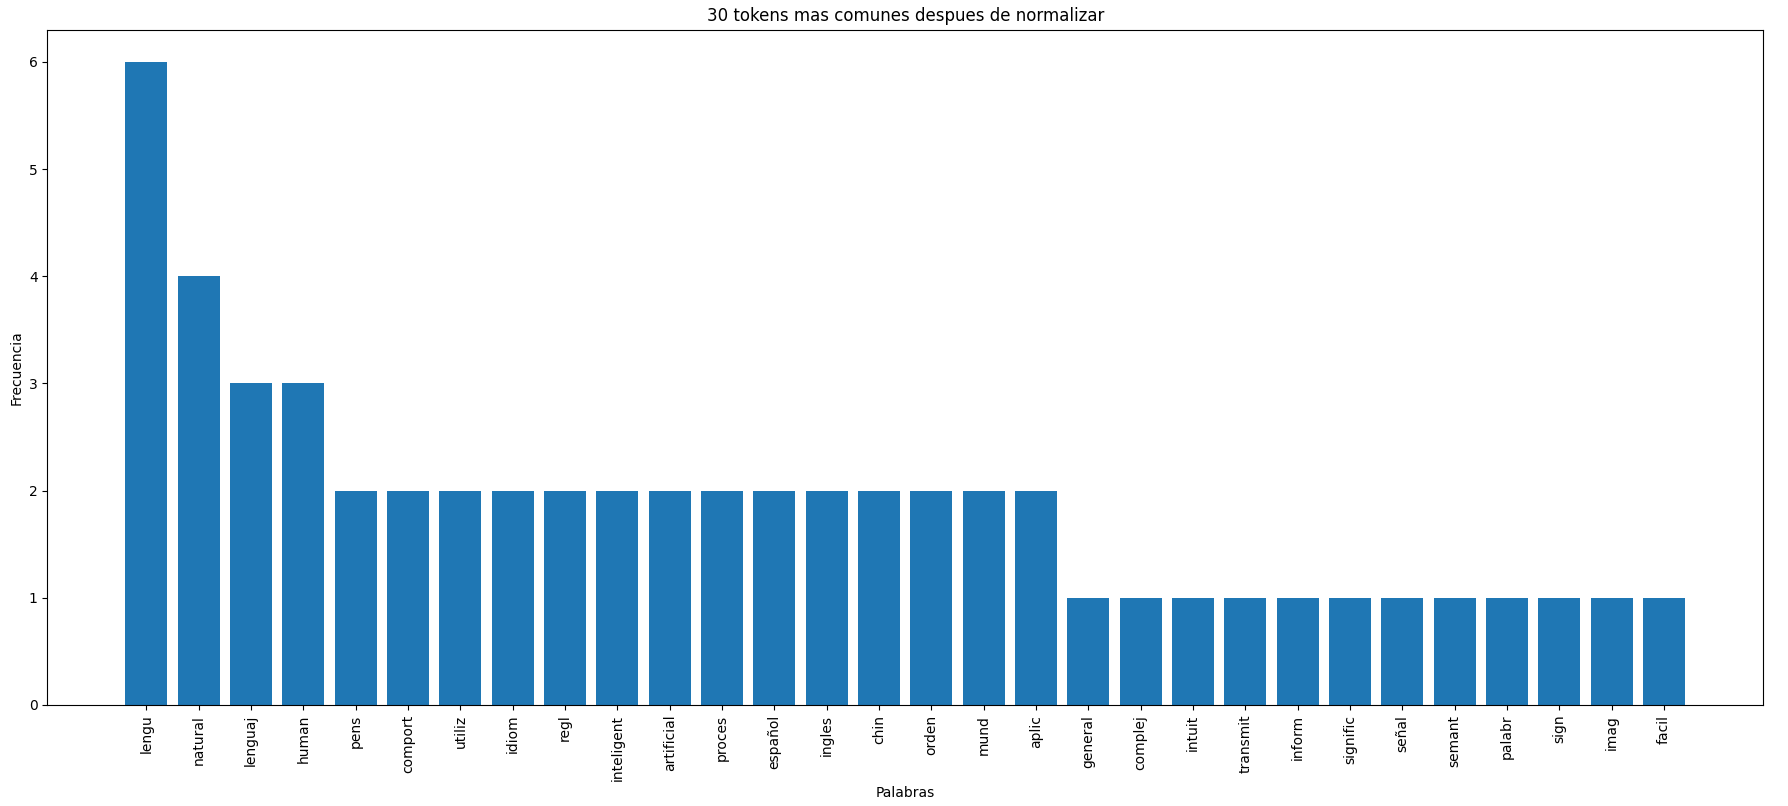 30 tokens mas comunes despues de normalizar
6
5
4
3
2
1
0
Frecuencia
lengu
natural
lenguaj
human
pens
comport
utiliz
idiom
regl
inteligent
artificial
proces
español
ingles
chin
orden
mund
aplic
general
complej
intuit
transmit
inform
signific
señal
semant
palabr
sign
imag
facil
Palabras